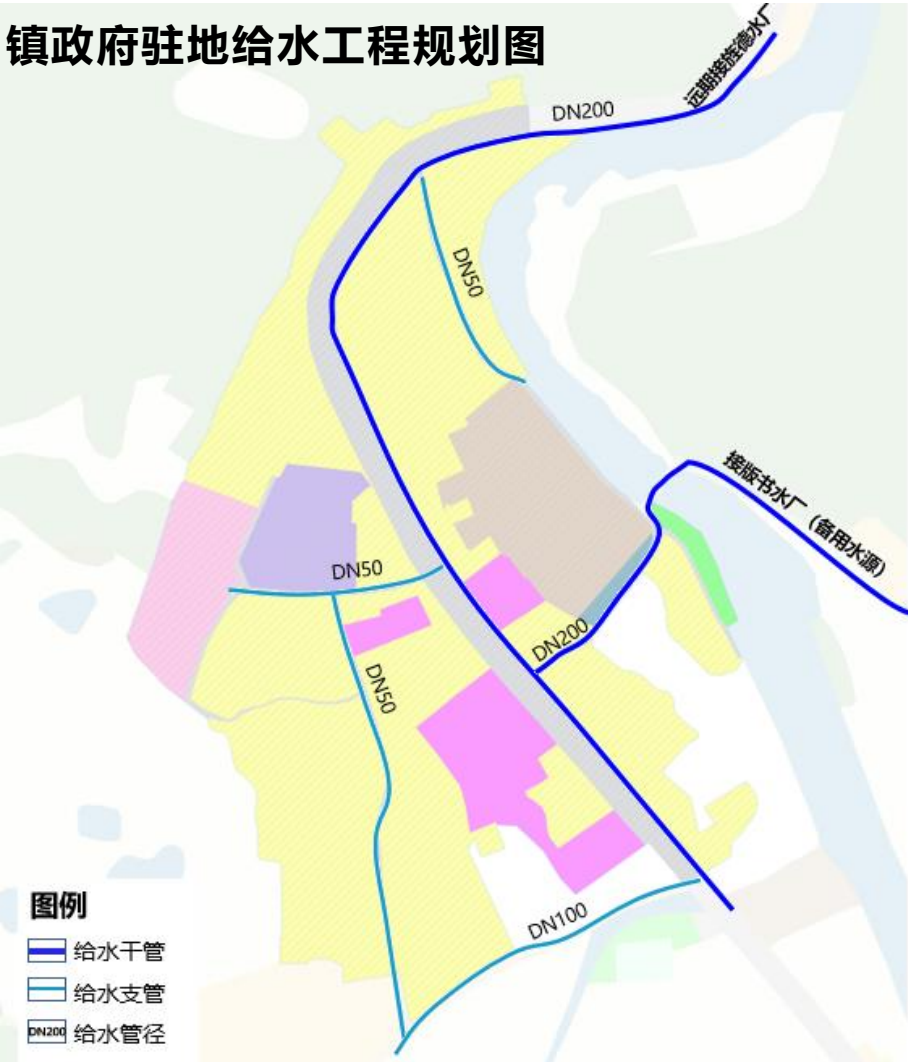 镇政府驻地给水工程规划图
远期接旌德水厂
DN200
DN50
接版书水厂（备用水源）
DN50
DN200
DN50
DN100
图例
给水干管
给水支管
DN200 给水管径